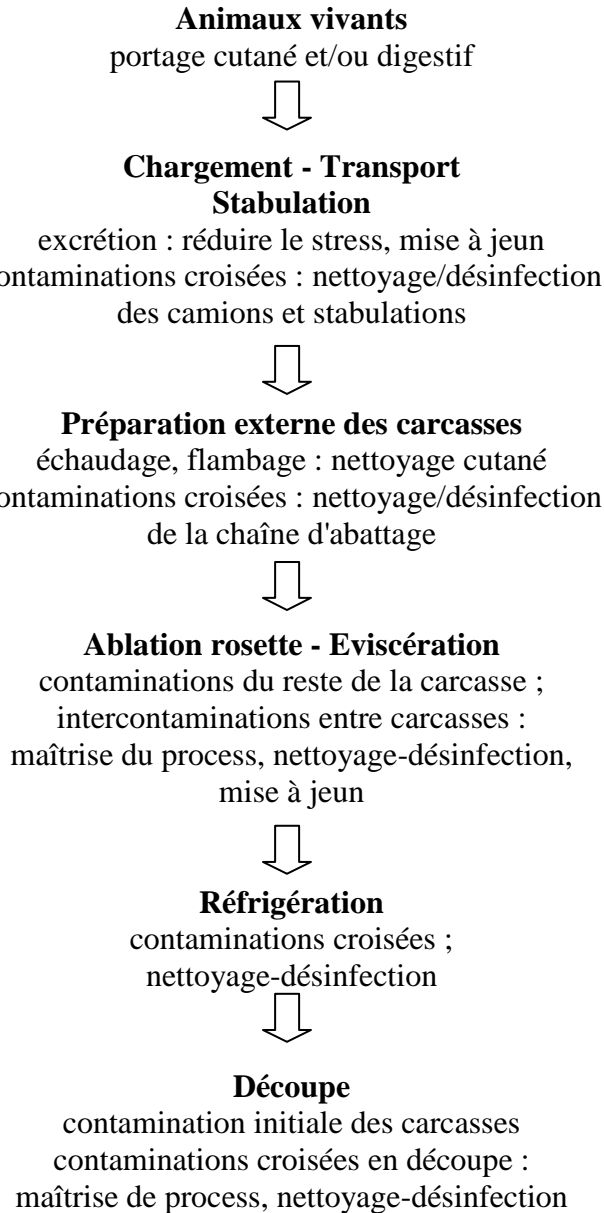 Animaux vivants
portage cutané et/ou digestif
Chargement - Transport
Stabulation
excrétion : réduire le stress, mise à jeun
ontaminations croisées : nettoyage/désinfection
des camions et stabulations
Préparation externe des carcasses
échaudage, flambage : nettoyage cutané
ontaminations croisées : nettoyage/désinfection
de la chaîne d'abattage
Ablation rosette - Eviscération
contaminations du reste de la carcasse ;
intercontaminations entre carcasses :
maîtrise du process, nettoyage-désinfection,
mise à jeun
Réfrigération
contaminations croisées ;
nettoyage-désinfection
Découpe
contamination initiale des carcasses
contaminations croisées en découpe :
maîtrise de process, nettoyage-désinfection